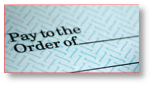 Pay to the
Order of